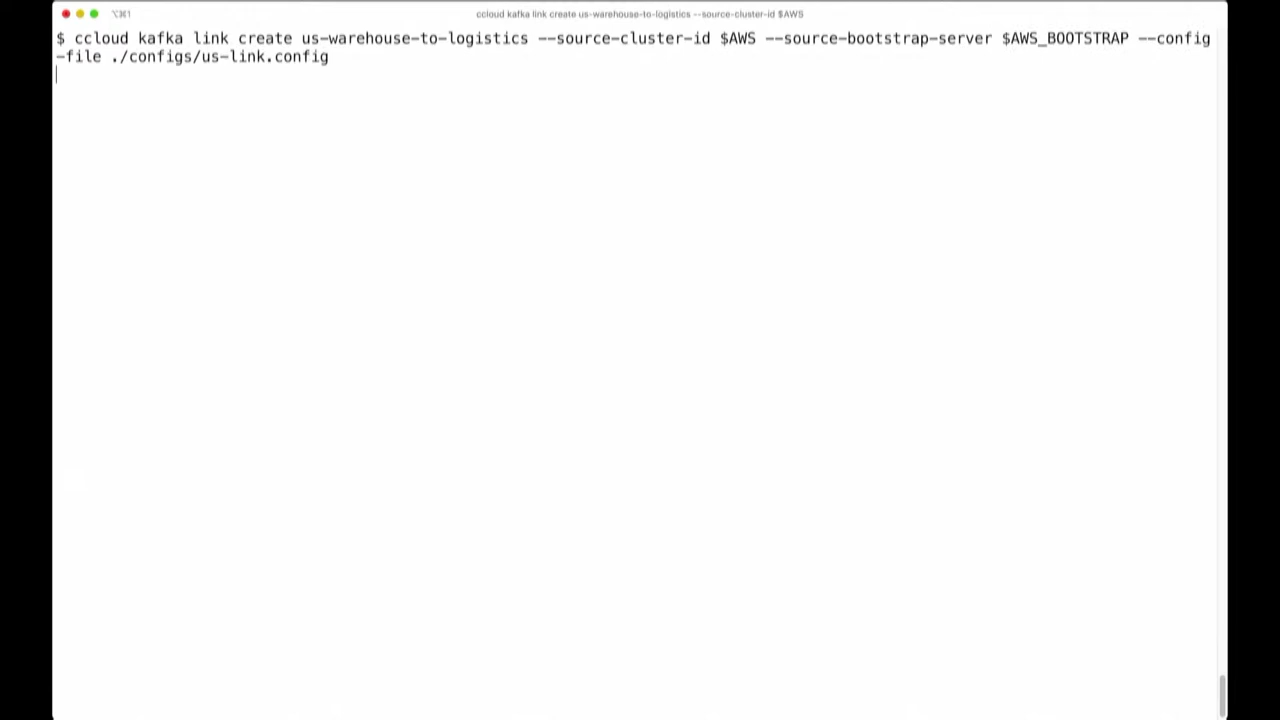 ⌥⌘1
ccloud kafka link create us-warehouse-to-logistics --source-cluster-id $AWS
$ ccloud kafka link create us-warehouse-to-logistics --source-cluster-id $AWS --source-bootstrap-server $AWS_BOOTSTRAP --config
-file ./configs/us-link.config